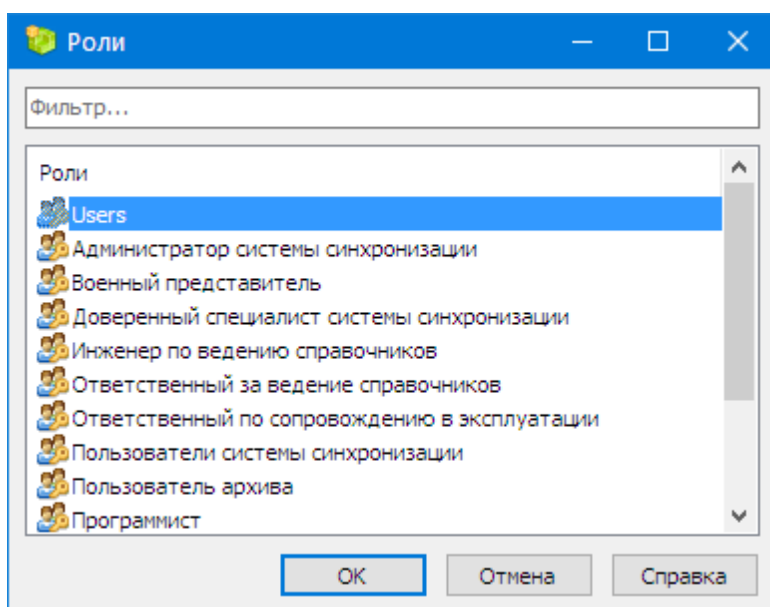 Роли
Фильтр...
Роли
Users
Администратор системы синхронизации
Военный представитель
Доверенный специалист системы синхронизации
Инженер по ведению справочников
Ответственный за ведение справочников
Ответственный по сопровождению в эксплуатации
Пользователи системы синхронизации
Пользователь архива
Программист
OK Отмена Справка